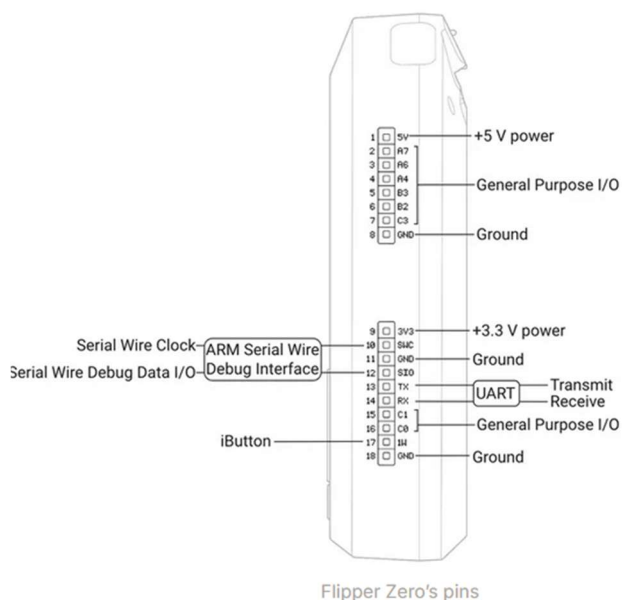 1 5V +5 V power
2 A7
3 A6
4 A4 General Purpose I/O
5 B3
6 B2
7 C3
8 GND Ground
9 3V3 +3.3 V power
Serial Wire Clock ARM Serial Wire 10 SWC
11 GND Ground
Serial Wire Debug Data I/O Debug Interface 12 SIO
13 TX UART Transmit
14 RX Receive
15 C1
16 C0 General Purpose I/O
iButton 17 1W
18 GND Ground
Flipper Zero's pins